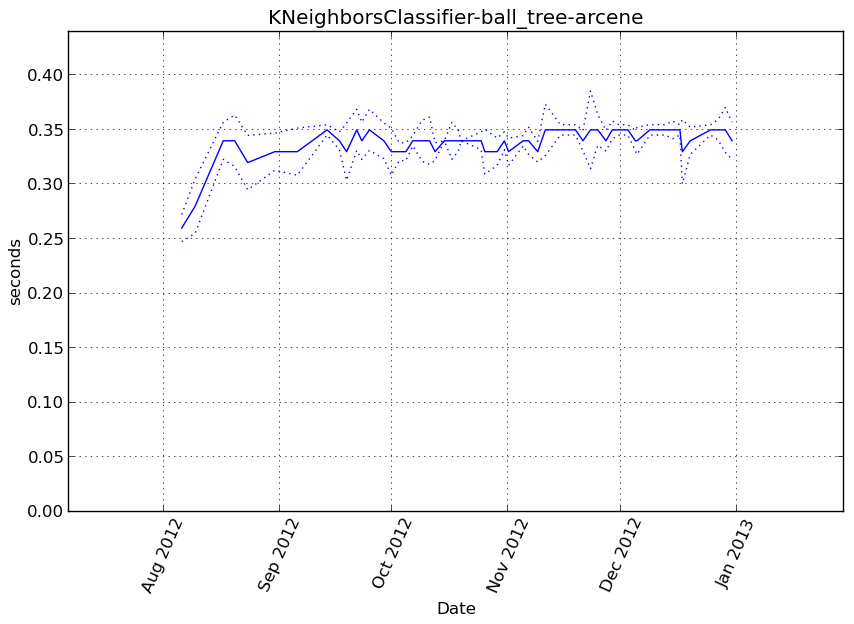 KNeighborsClassifier-ball_tree-arcene
0.40
0.35
0.30
0.25
0.20
0.15
0.10
0.05
0.00
seconds
Aug 2012
Sep 2012
Oct 2012
Nov 2012
Dec 2012
Jan 2013
Date